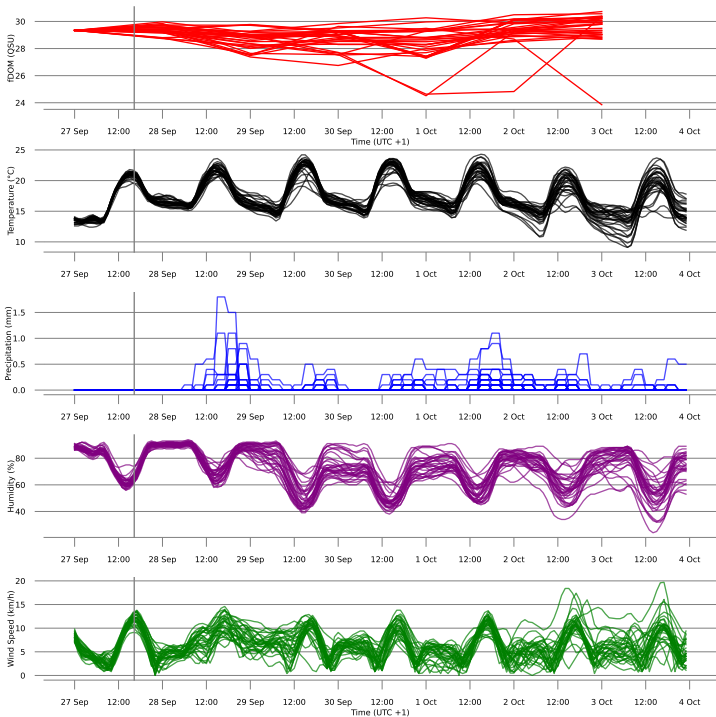 30
28
26
24
fDOM (QSU)
27 Sep 12:00 28 Sep 12:00 29 Sep 12:00 30 Sep 12:00 1 Oct 12:00 2 Oct 12:00 3 Oct 12:00 4 Oct
Time (UTC +1)
25
20
15
10
Temperature (°C)
27 Sep 12:00 28 Sep 12:00 29 Sep 12:00 30 Sep 12:00 1 Oct 12:00 2 Oct 12:00 3 Oct 12:00 4 Oct
1.5
1.0
0.5
0.0
Precipitation (mm)
27 Sep 12:00 28 Sep 12:00 29 Sep 12:00 30 Sep 12:00 1 Oct 12:00 2 Oct 12:00 3 Oct 12:00 4 Oct
80
60
40
Humidity (%)
27 Sep 12:00 28 Sep 12:00 29 Sep 12:00 30 Sep 12:00 1 Oct 12:00 2 Oct 12:00 3 Oct 12:00 4 Oct
20
15
10
5
0
Wind Speed (km/h)
27 Sep 12:00 28 Sep 12:00 29 Sep 12:00 30 Sep 12:00 1 Oct 12:00 2 Oct 12:00 3 Oct 12:00 4 Oct
Time (UTC +1)